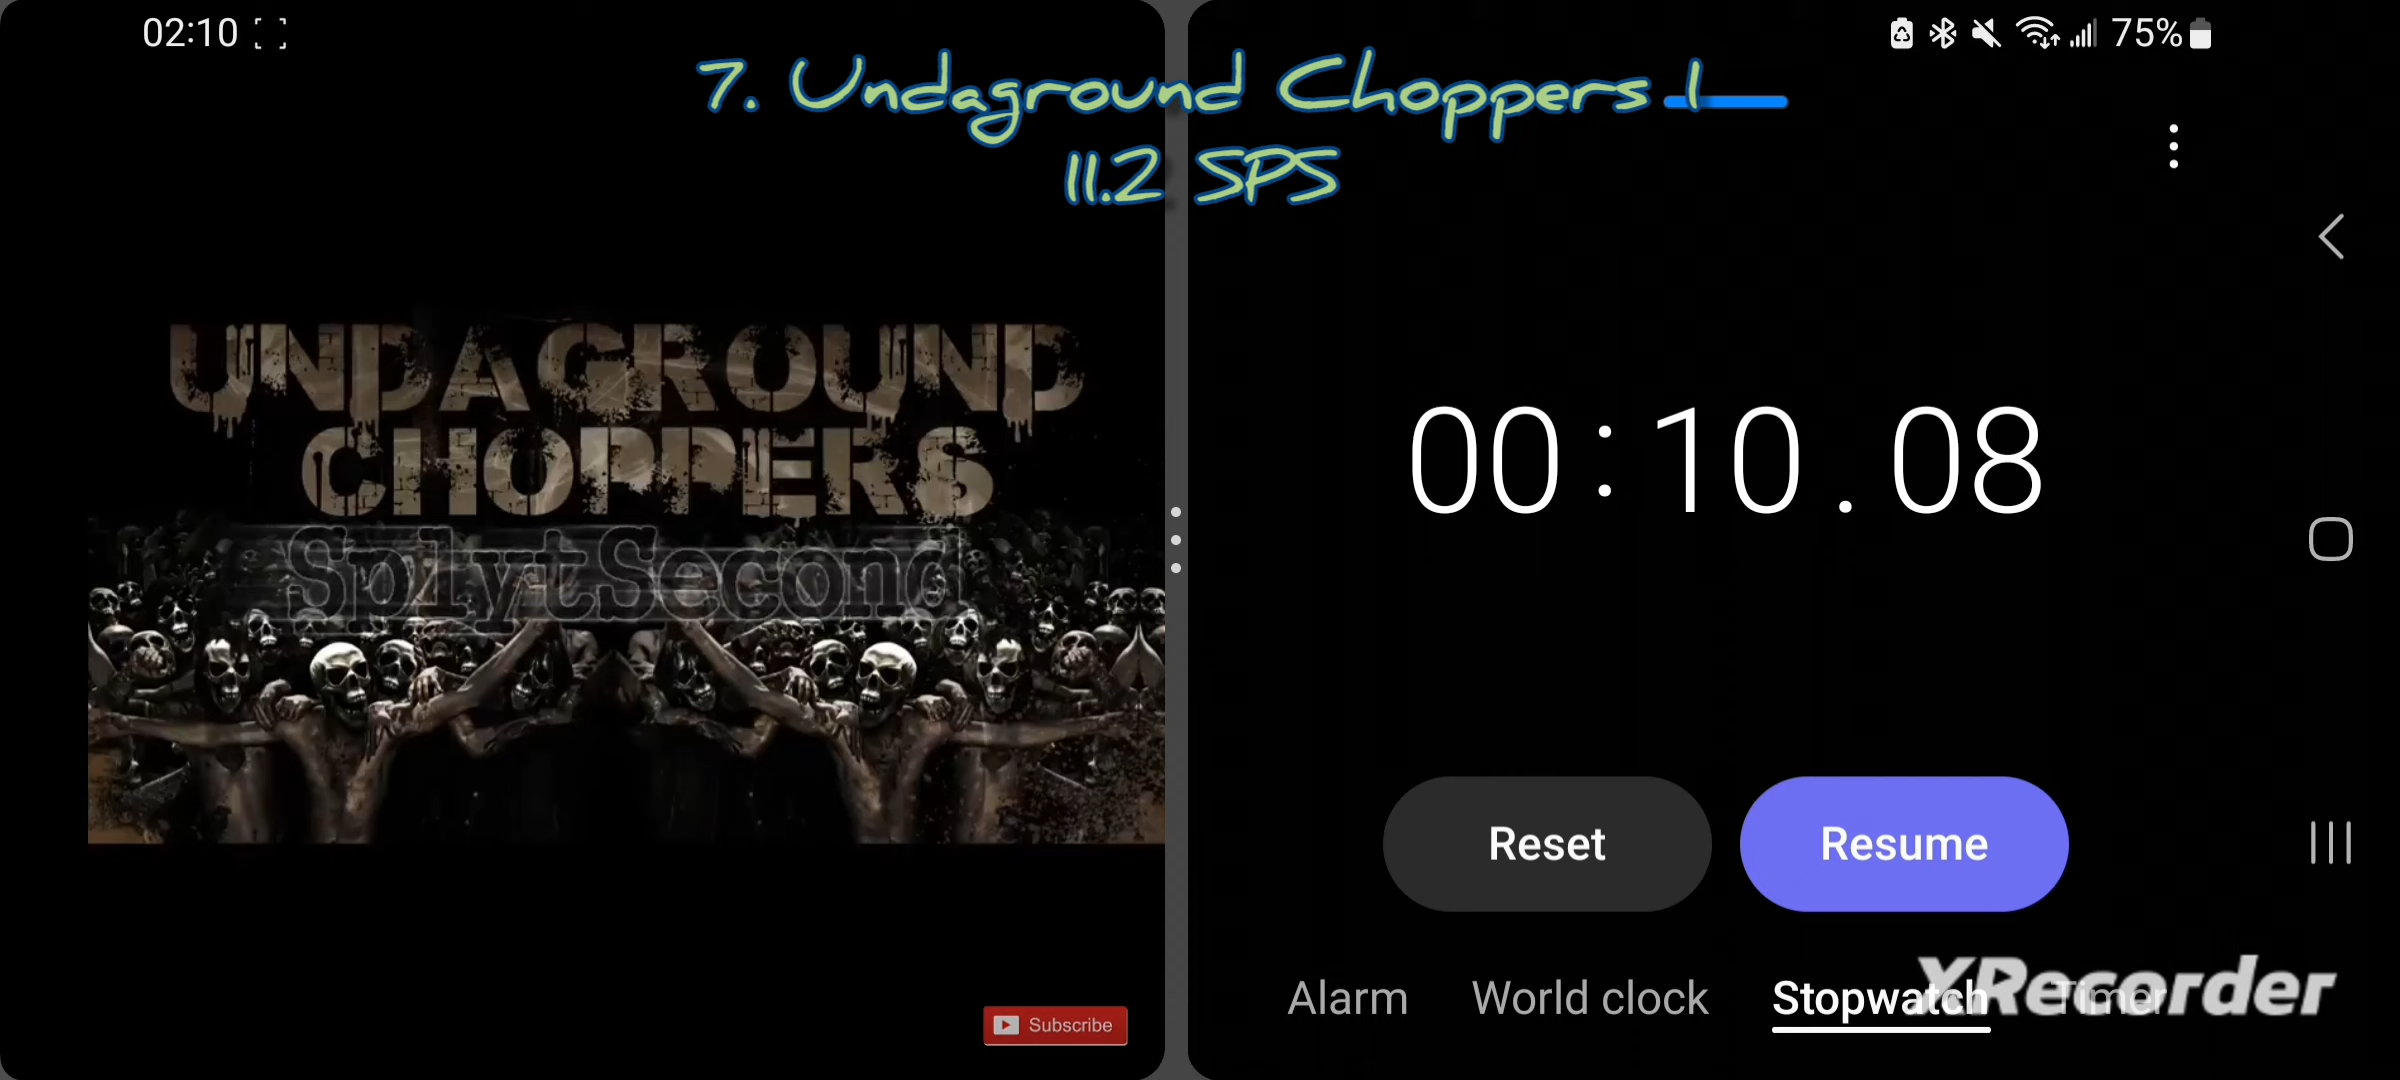 02:10
75%
7. Undaground Choppers 1
11.2 SPS
UNDAGROUND
CHOPPERS
SplytSecond
Subscribe
00:10.08
Reset
Resume
Alarm World clock Stopwatch Timer
XRecorder